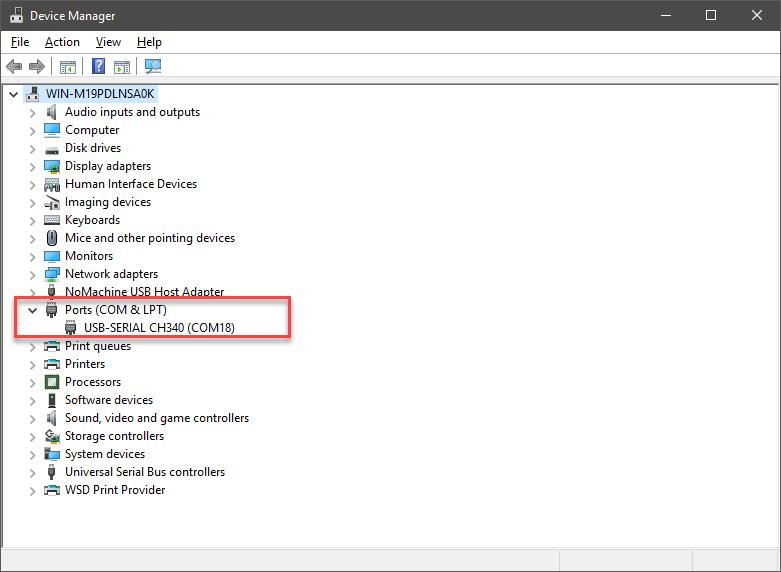 Device Manager
File Action View Help
WIN-M19PDLNSA0K
Audio inputs and outputs
Computer
Disk drives
Display adapters
Human Interface Devices
Imaging devices
Keyboards
Mice and other pointing devices
Monitors
Network adapters
NoMachine USB Host Adapter
Ports (COM & LPT)
USB-SERIAL CH340 (COM18)
Print queues
Printers
Processors
Software devices
Sound, video and game controllers
Storage controllers
System devices
Universal Serial Bus controllers
WSD Print Provider